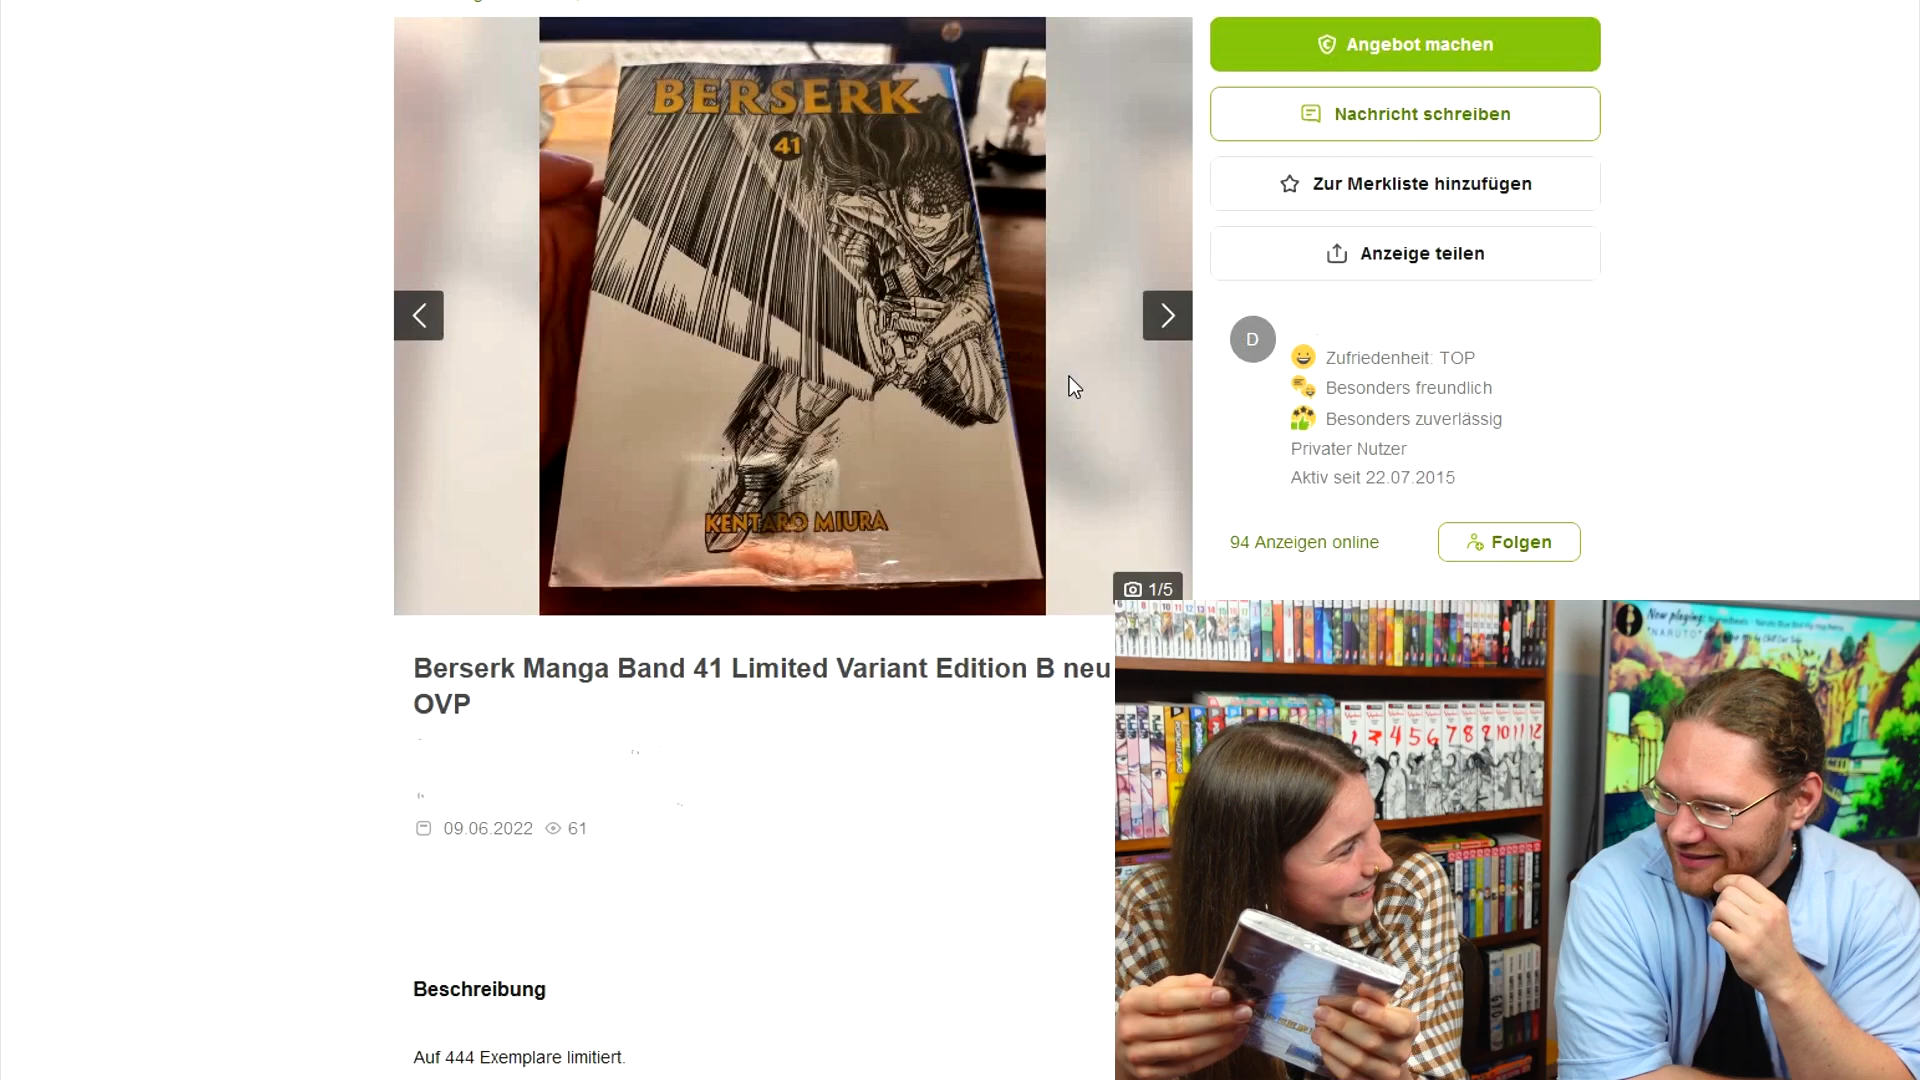 BERSERK
41
KENTARO MIURA
1/5
Angebot machen
Nachricht schreiben
Zur Merkliste hinzufügen
Anzeige teilen
D
Zufriedenheit: TOP
Besonders freundlich
Besonders zuverlässig
Privater Nutzer
Aktiv seit 22.07.2015
94 Anzeigen online
Folgen
Berserk Manga Band 41 Limited Variant Edition B neu
OVP
09.06.2022
61
Beschreibung
Auf 444 Exemplare limitiert.
Now playing:
"NARUTO"
1 3 4 5 6 7 8 9 10 11 12